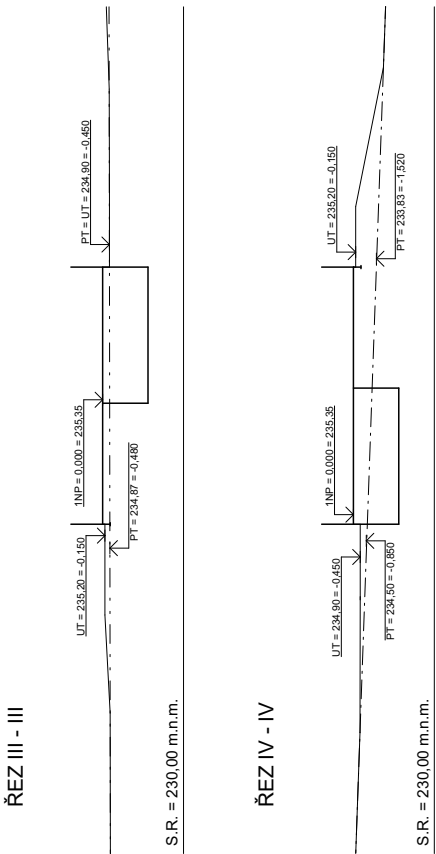 ŘEZ III - III
UT = 235,20 = -0,150
PT = 234,87 = -0,480
1NP = 0,000 = 235,35
PT = UT = 234,90 = -0,450
S.R. = 230,00 m.n.m.
ŘEZ IV - IV
UT = 234,90 = -0,450
PT = 234,50 = -0,850
1NP = 0,000 = 235,35
UT = 235,20 = -0,150
PT = 233,83 = -1,520
S.R. = 230,00 m.n.m.